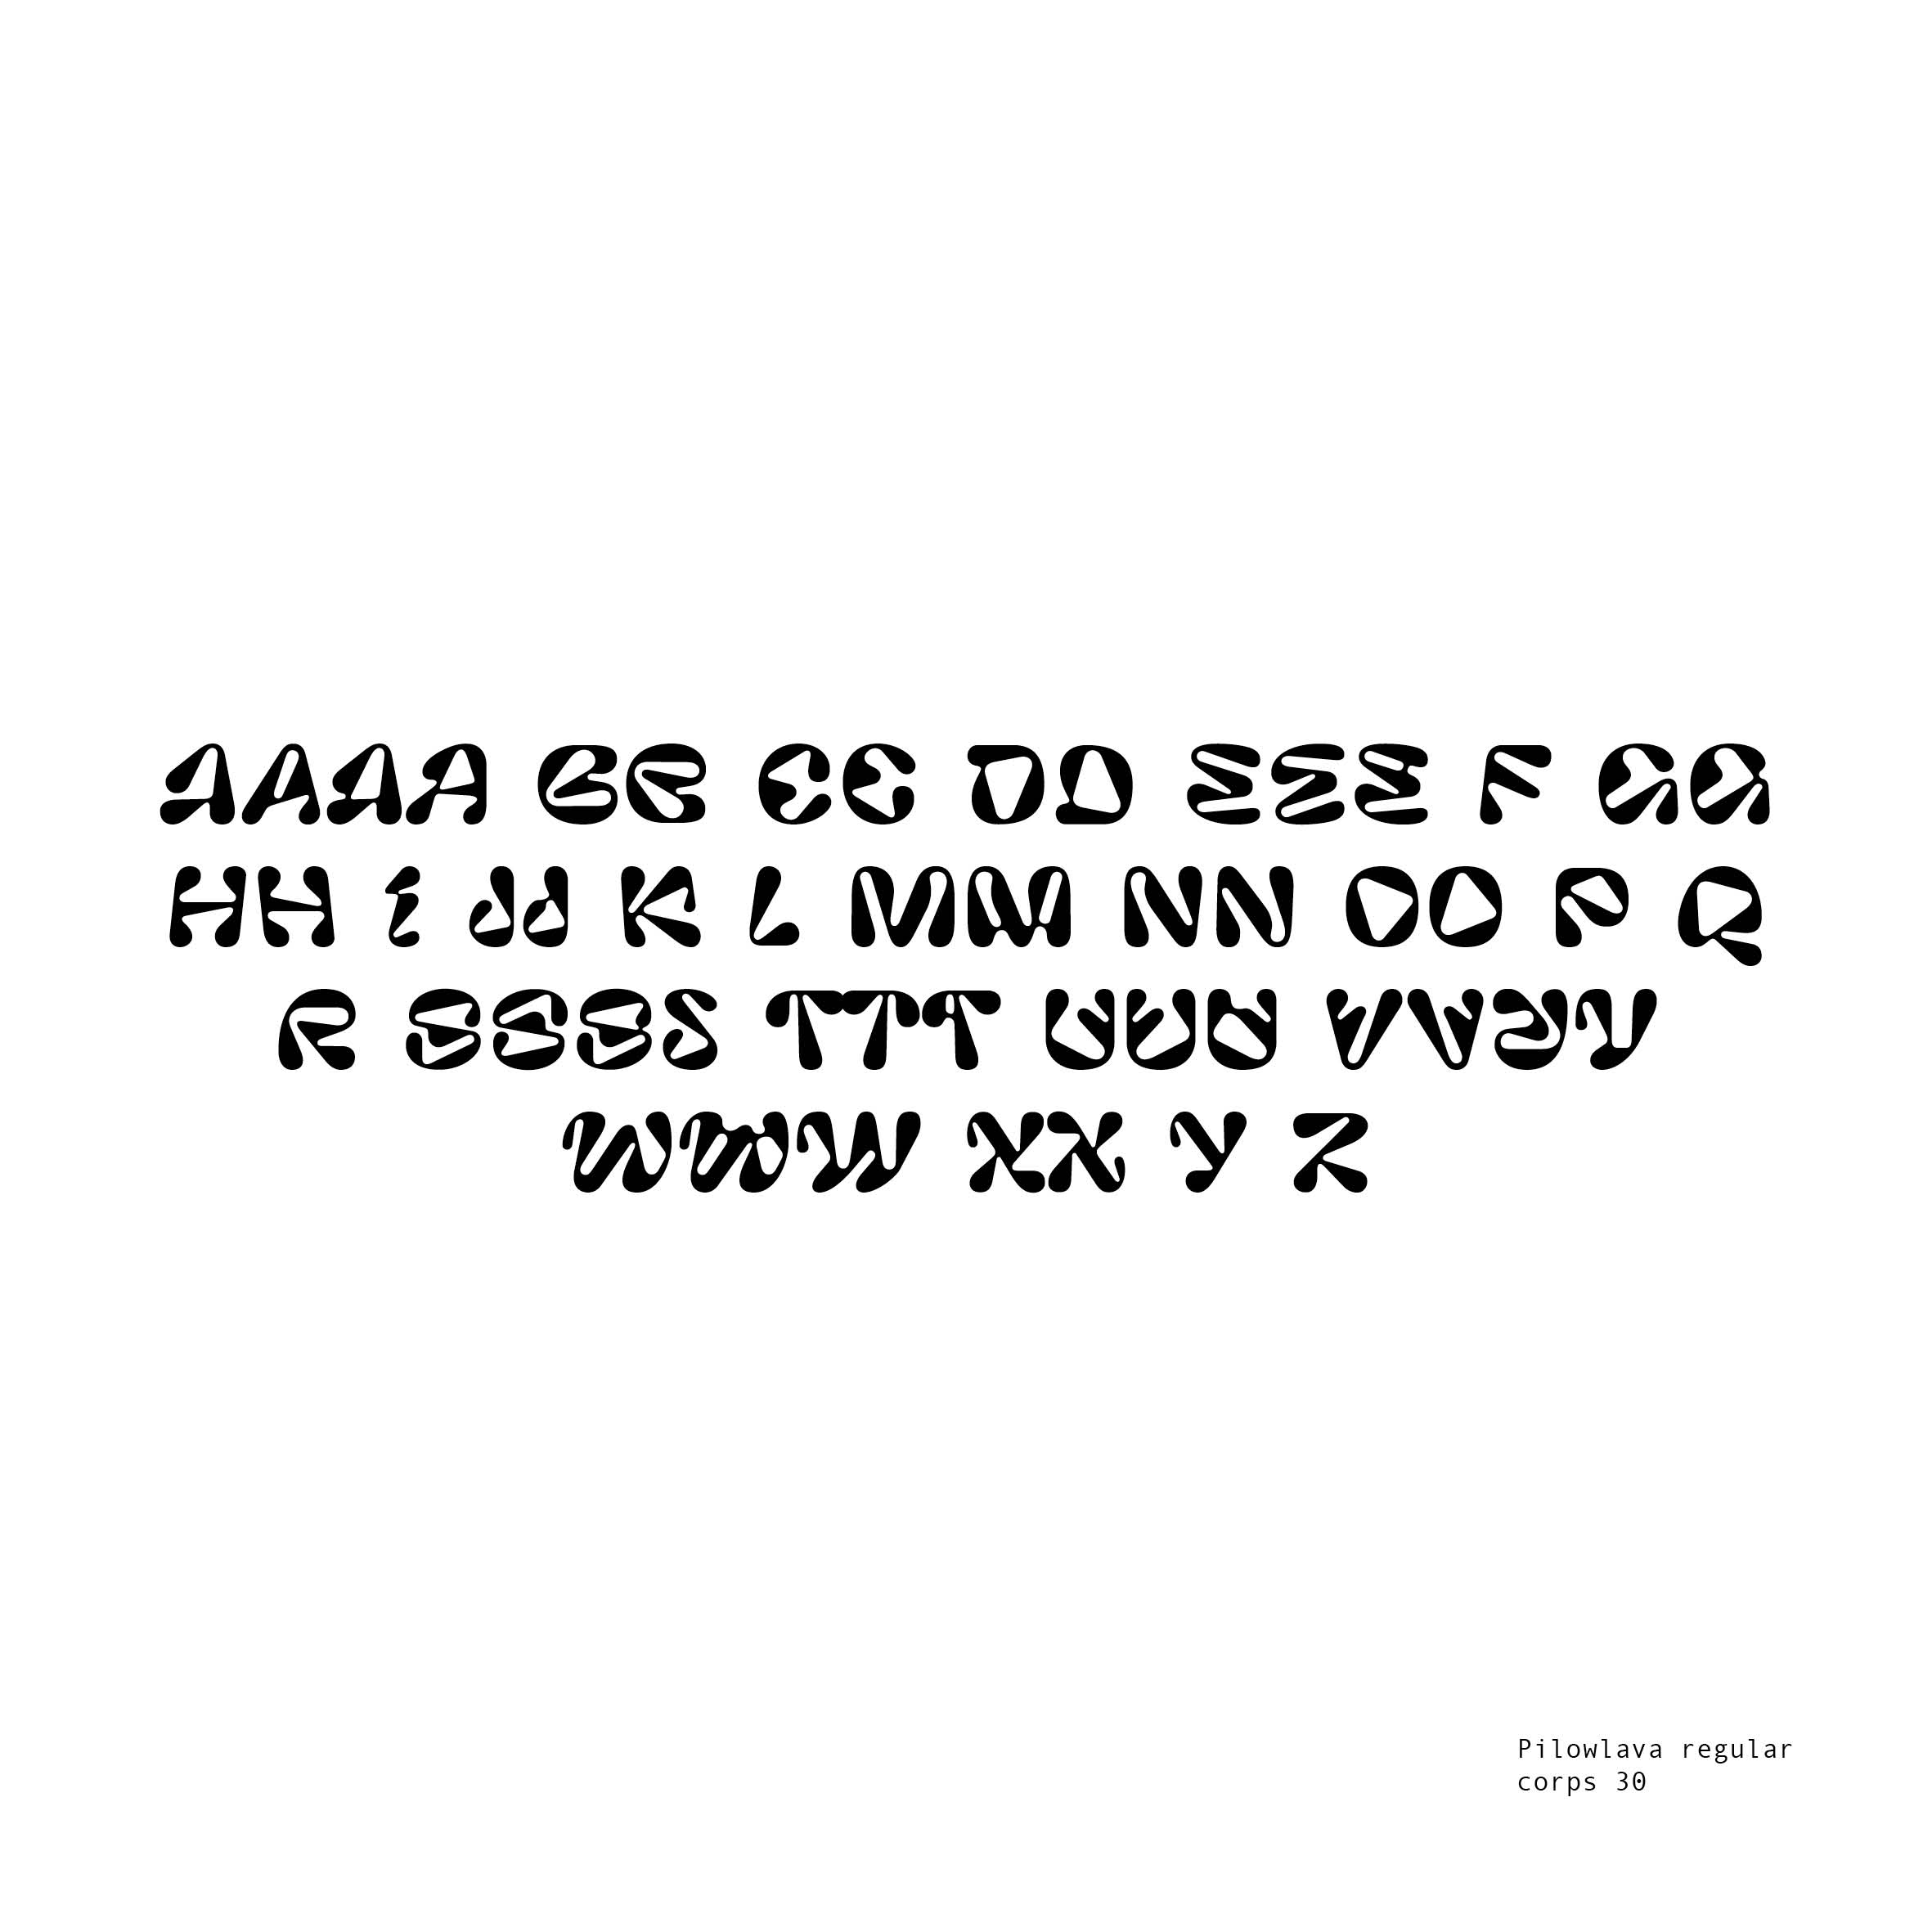 AAAA BB CC DD EEE F GG
HH I JJ K L MM NN OO P Q
R SSSS TTT UUU VVVV
WWW XX Y Z
Pilowlava regular
corps 30